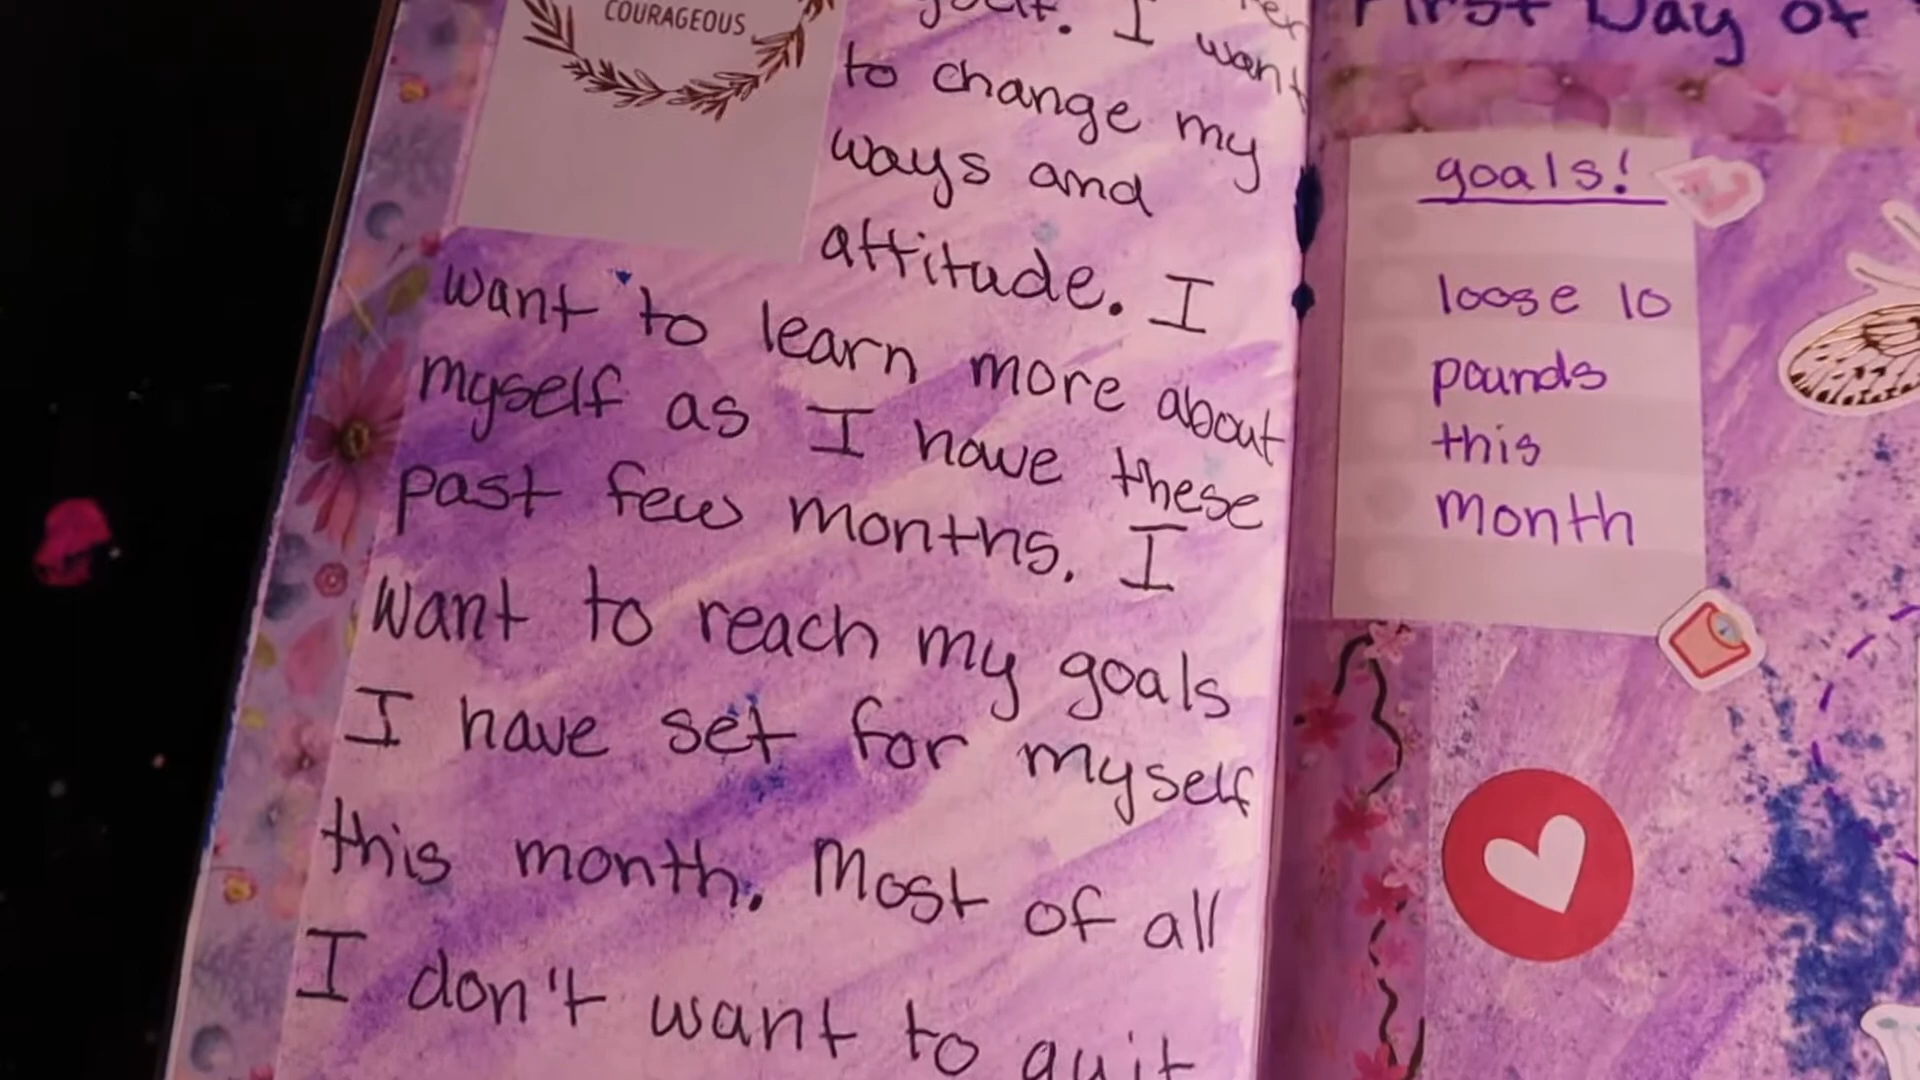 COURAGEOUS
I want
to change my
ways and
attitude. I
want to learn more about
myself as I have these
past few months. I
want to reach my goals
I have set for myself
this month. Most of all
I don't want to quit
First Day of
goals!
loose 10
pounds
this
month